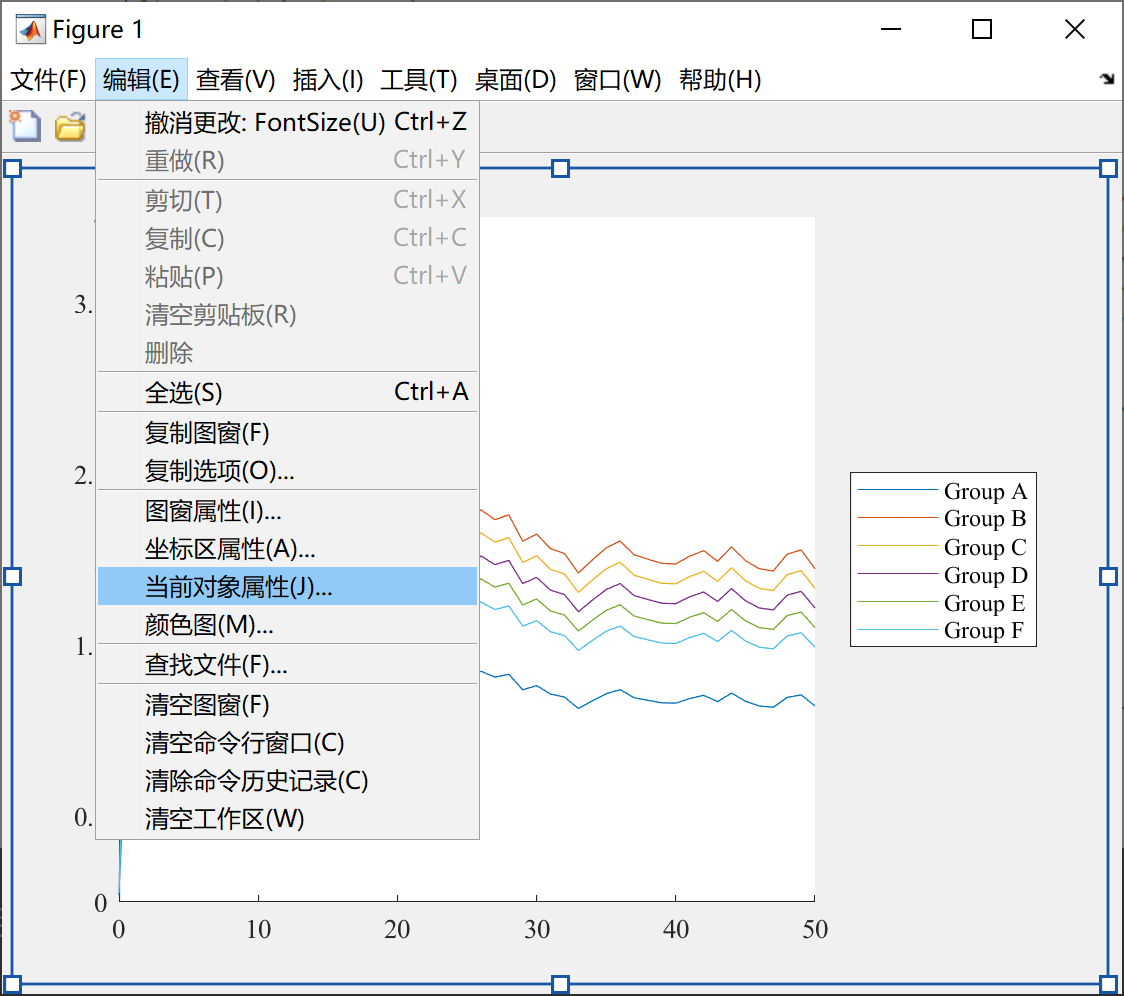 Figure 1
文件(F) 编辑(E) 查看(V) 插入(I) 工具(T) 桌面(D) 窗口(W) 帮助(H)
撤消更改: FontSize(U) Ctrl+Z
重做(R) Ctrl+Y
剪切(T) Ctrl+X
复制(C) Ctrl+C
粘贴(P) Ctrl+V
清空剪贴板(R)
删除
全选(S) Ctrl+A
复制图窗(F)
复制选项(O)...
图窗属性(I)...
坐标区属性(A)...
当前对象属性(J)...
颜色图(M)...
查找文件(F)...
清空图窗(F)
清空命令行窗口(C)
清除命令历史记录(C)
清空工作区(W)
3.
2.
1.
0.
0
0 10 20 30 40 50
Group A
Group B
Group C
Group D
Group E
Group F